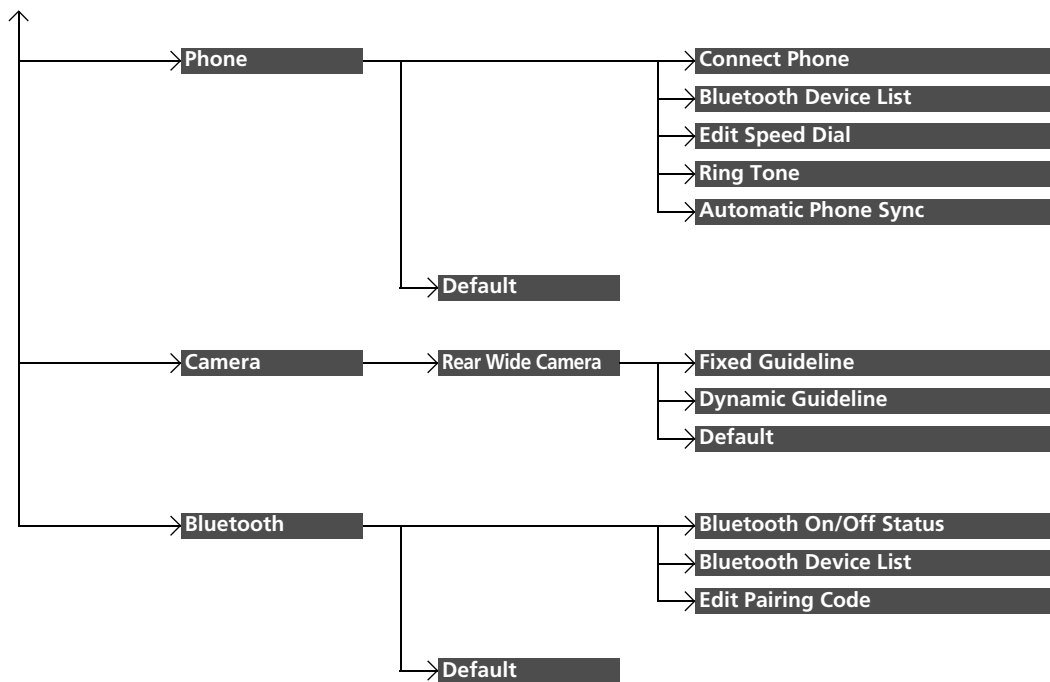 Phone
Connect Phone
Bluetooth Device List
Edit Speed Dial
Ring Tone
Automatic Phone Sync
Default
Camera
Rear Wide Camera
Fixed Guideline
Dynamic Guideline
Default
Bluetooth
Bluetooth On/Off Status
Bluetooth Device List
Edit Pairing Code
Default